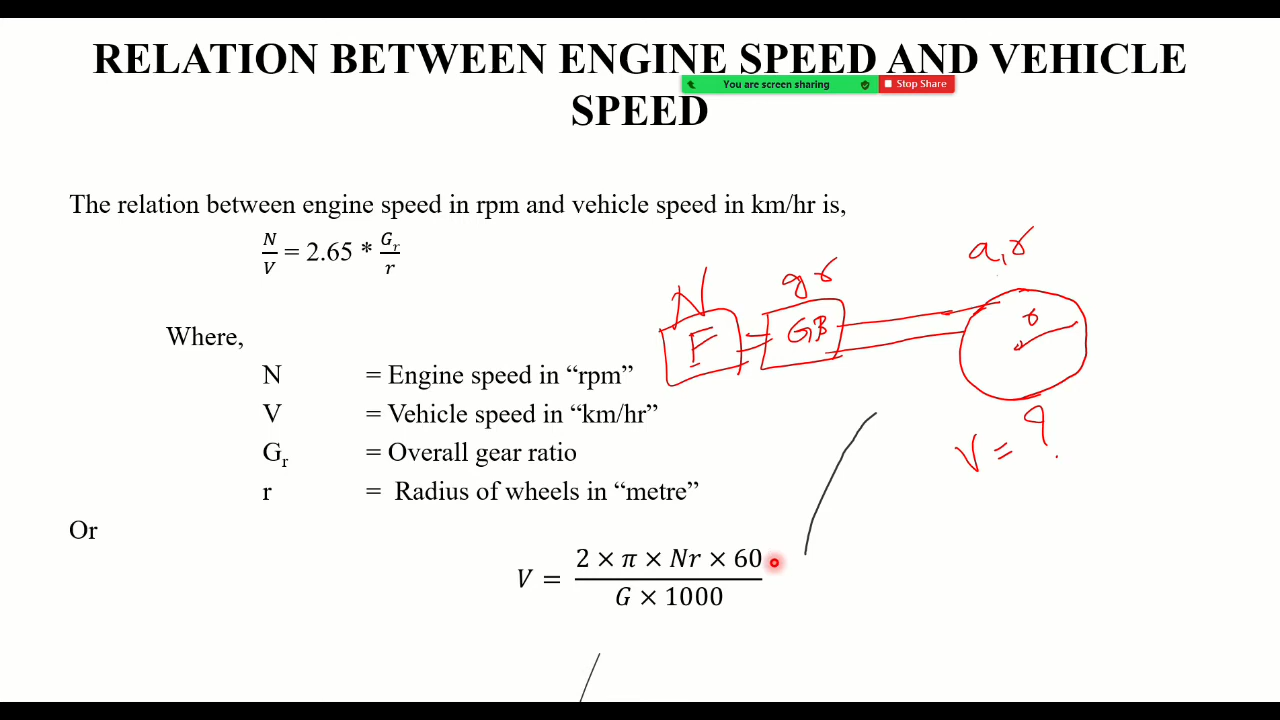 RELATION BETWEEN ENGINE SPEED AND VEHICLE
You are screen sharing Stop Share
SPEED
The relation between engine speed in rpm and vehicle speed in km/hr is,
N/V = 2.65 * Gr/r
Where,
N = Engine speed in “rpm”
V = Vehicle speed in “km/hr”
Gr = Overall gear ratio
r = Radius of wheels in “metre”
Or
V = 2 × π × Nr × 60 / G × 1000
N
GB
V = ?